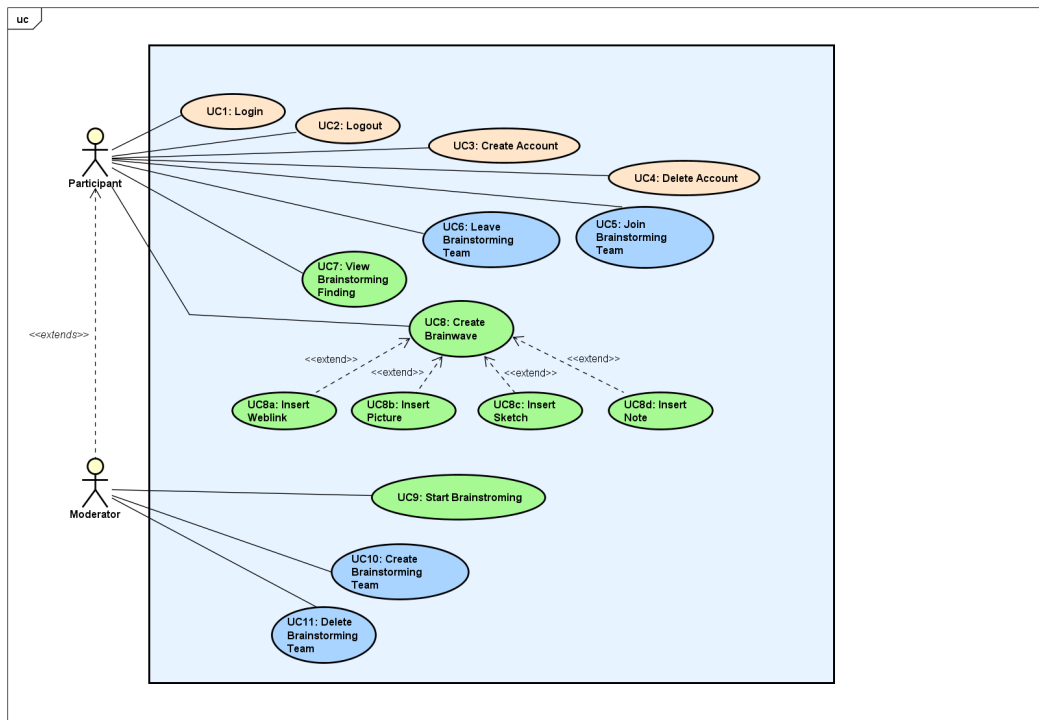 uc
UC1: Login
UC2: Logout
UC3: Create Account
Participant
UC4: Delete Account
UC6: Leave
Brainstorming
Team
UC5: Join
Brainstorming
Team
UC7: View
Brainstorming
Finding
UC8: Create
Brainwave
<<extends>>
<<extend>>
<<extend>>
<<extend>>
<<extend>>
UC8a: Insert
Weblink
UC8b: Insert
Picture
UC8c: Insert
Sketch
UC8d: Insert
Note
Moderator
UC9: Start Brainstroming
UC10: Create
Brainstorming
Team
UC11: Delete
Brainstorming
Team